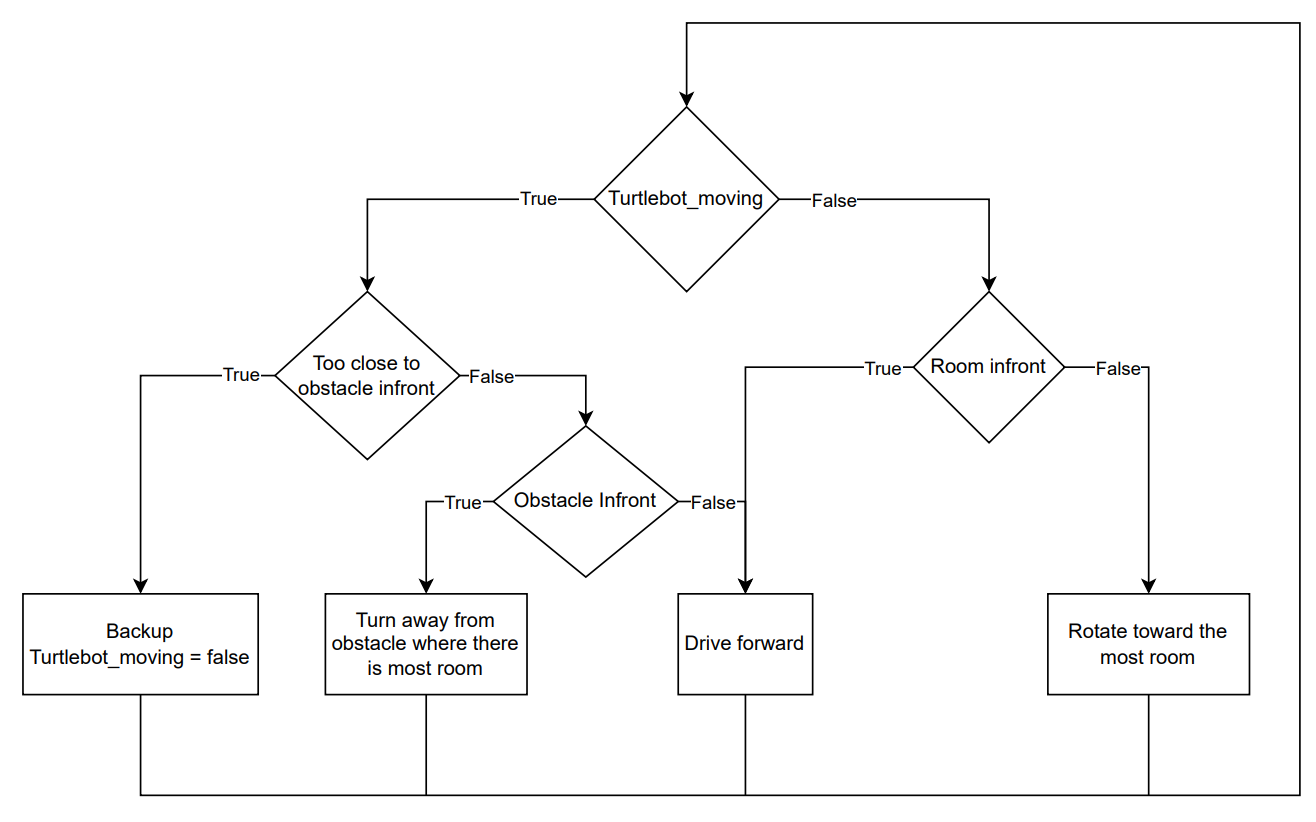 Turtlebot_moving
True
False
Too close to
obstacle infront
True
False
Room infront
True
False
Obstacle Infront
True
False
Backup
Turtlebot_moving = false
Turn away from
obstacle where there
is most room
Drive forward
Rotate toward the
most room